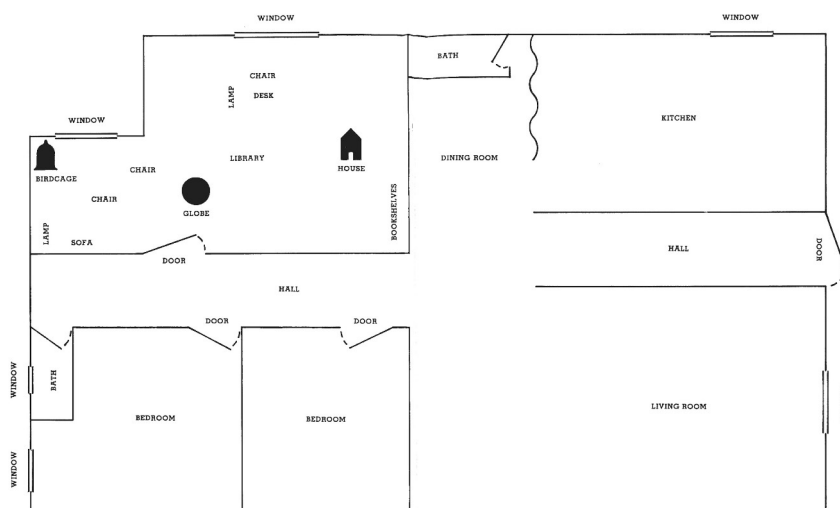 WINDOW
WINDOW
BATH
CHAIR
LAMP
DESK
KITCHEN
WINDOW
LIBRARY
DINING ROOM
CHAIR
HOUSE
BIRDCAGE
CHAIR
GLOBE
BOOKSHELVES
LAMP
SOFA
DOOR
HALL
DOOR
HALL
DOOR
DOOR
WINDOW
BATH
BEDROOM
BEDROOM
LIVING ROOM
WINDOW